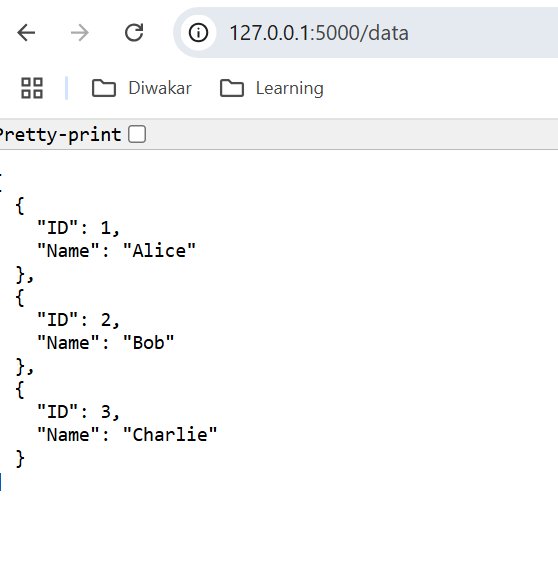 127.0.0.1:5000/data
Diwakar Learning
Pretty-print
[
  {
    "ID": 1,
    "Name": "Alice"
  },
  {
    "ID": 2,
    "Name": "Bob"
  },
  {
    "ID": 3,
    "Name": "Charlie"
  }
]